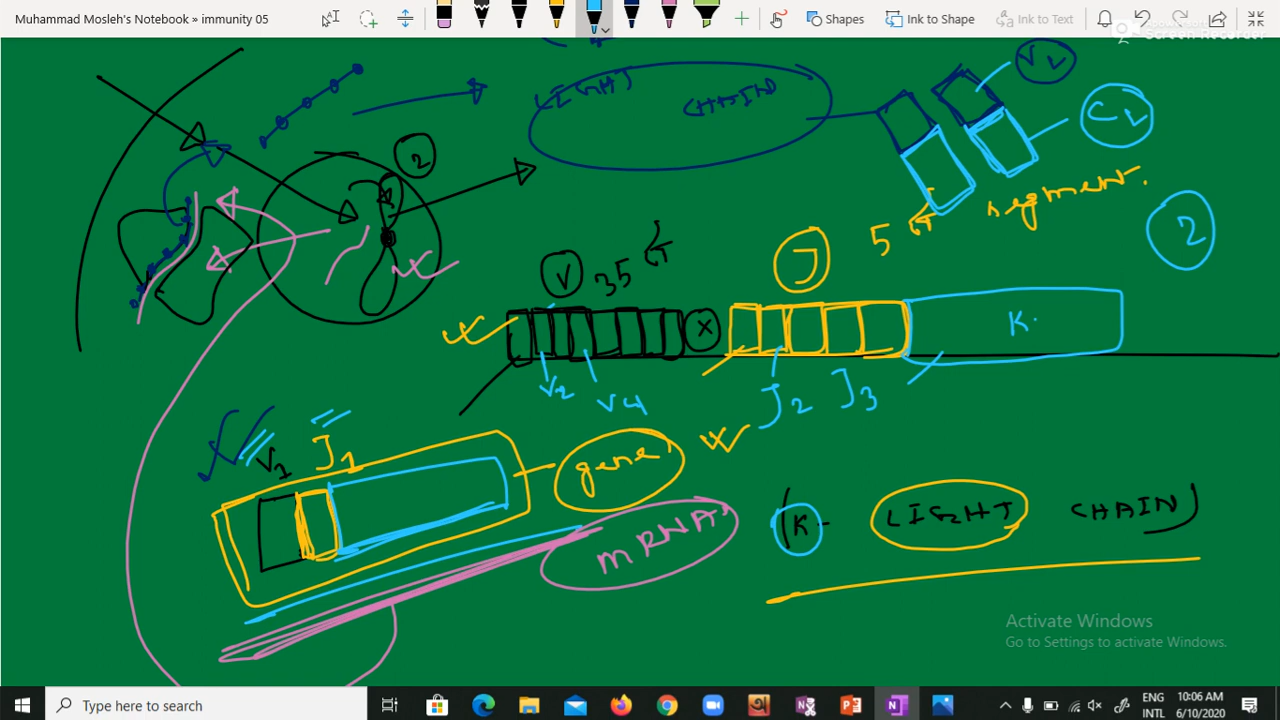 Muhammad Mosleh's Notebook » immunity 05
Shapes
Ink to Shape
Ink to Text
Screen Recorder
LIGHT CHAIN
VL
CL
2
segment.
2
V 35
J
5
X
K.
V2
V4
J2 J3
V1 J1
gene
mRNA
(K- LIGHT CHAIN)
Activate Windows
Go to Settings to activate Windows.
Type here to search
ENG
INTL
10:06 AM
6/10/2020